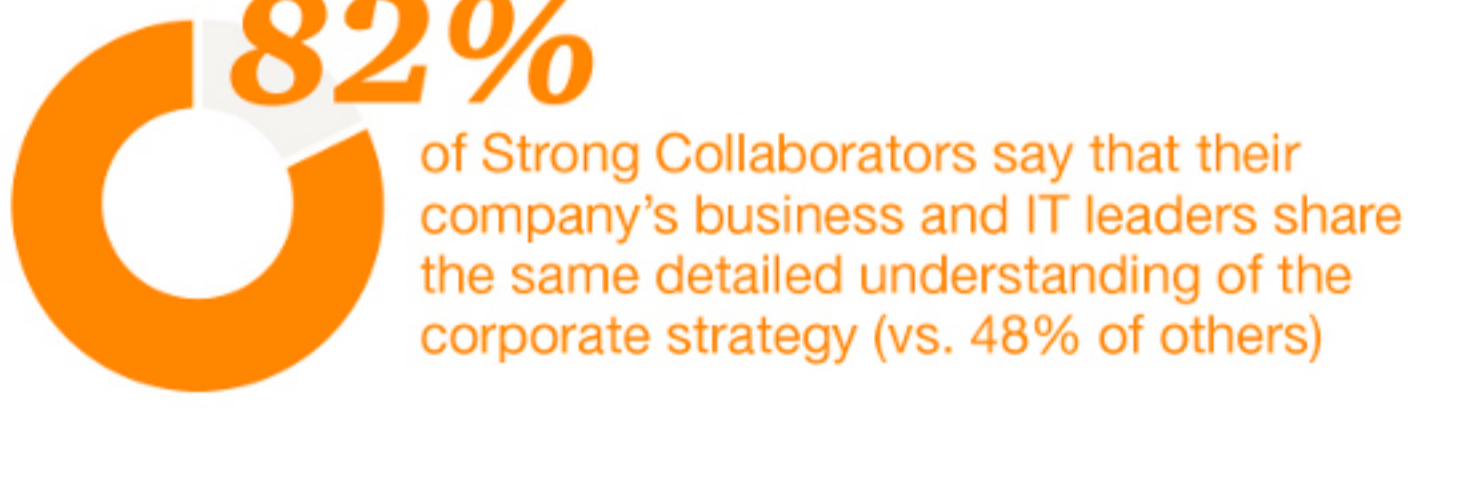 82%
of Strong Collaborators say that their
company’s business and IT leaders share
the same detailed understanding of the
corporate strategy (vs. 48% of others)